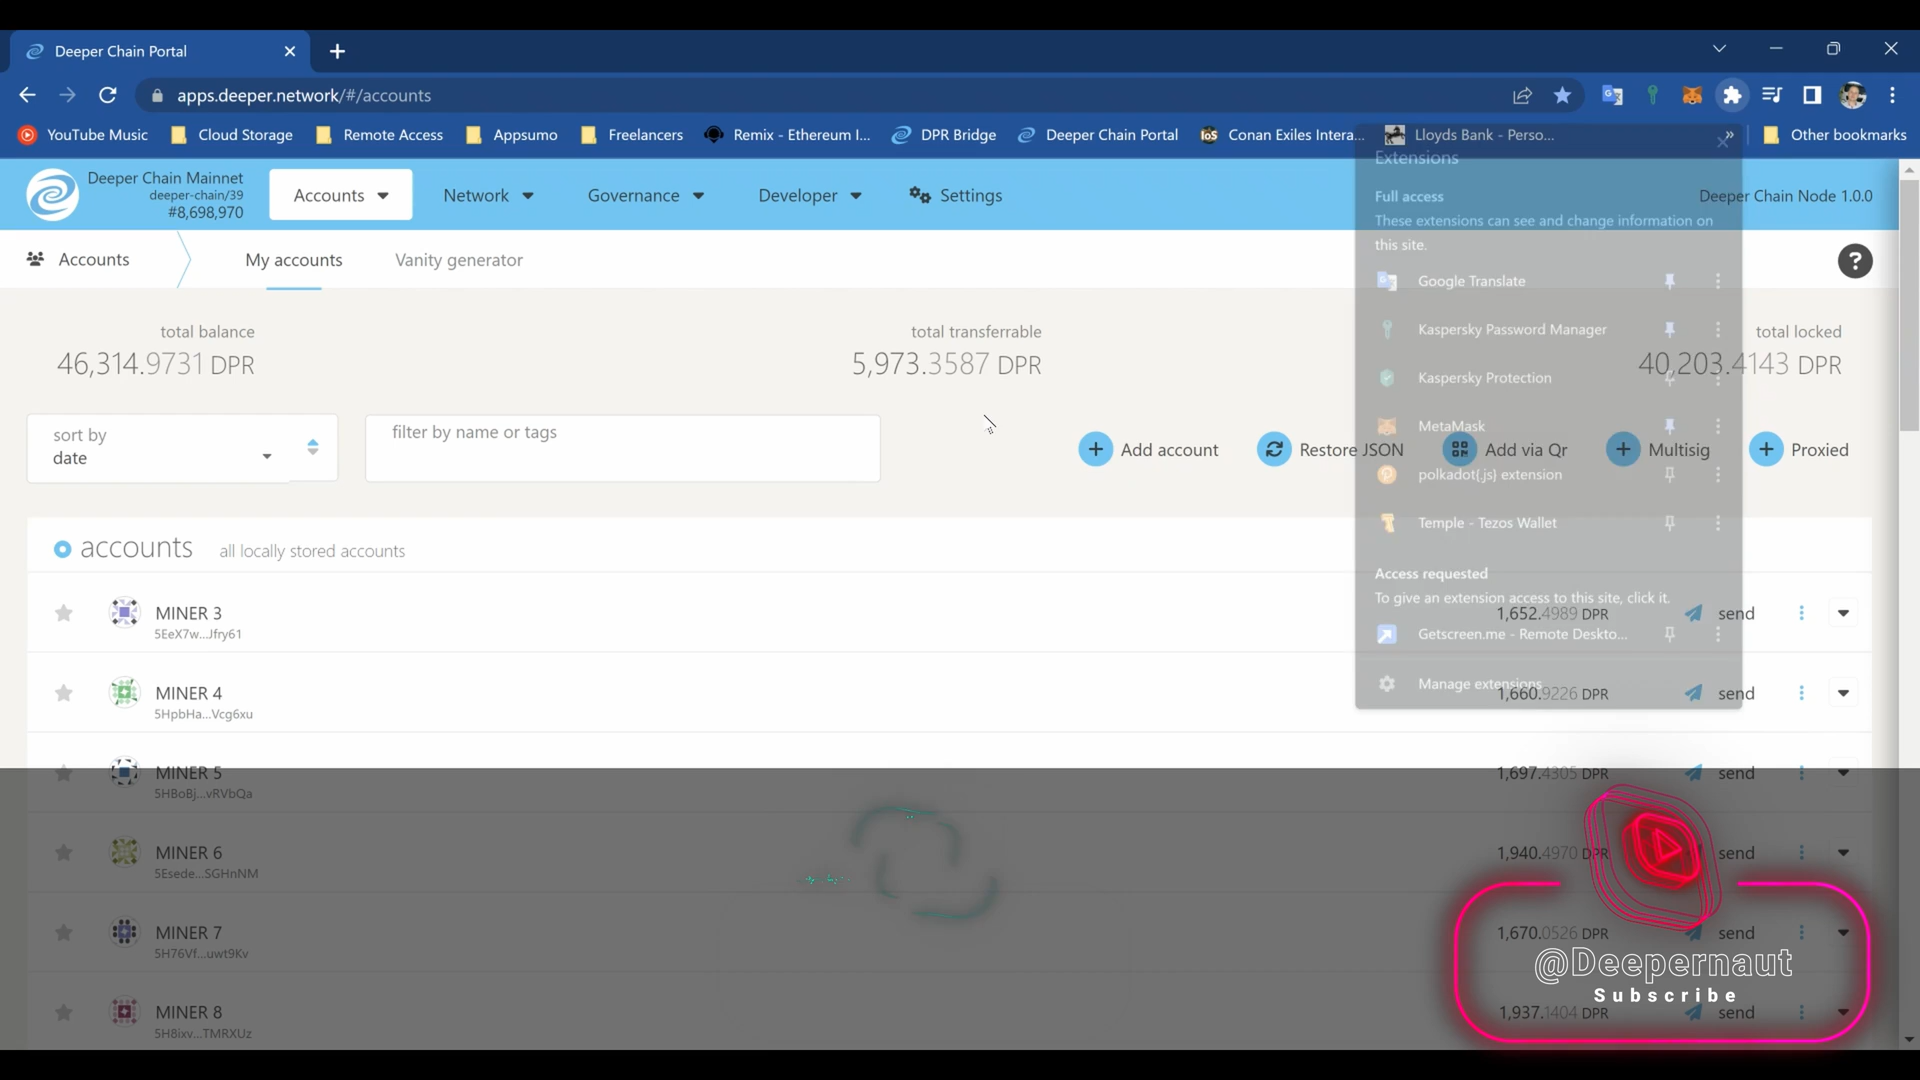 Deeper Chain Portal
apps.deeper.network/#/accounts
YouTube Music
Cloud Storage
Remote Access
Appsumo
Freelancers
Remix - Ethereum I...
DPR Bridge
Deeper Chain Portal
Conan Exiles Intera...
Lloyds Bank - Perso...
Other bookmarks
Deeper Chain Mainnet
deeper-chain/39
#8,698,970
Accounts
Network
Governance
Developer
Settings
Deeper Chain Node 1.0.0
Extensions
Full access
These extensions can see and change information on
this site.
Google Translate
Kaspersky Password Manager
Kaspersky Protection
MetaMask
polkadot{.js} extension
Temple - Tezos Wallet
Access requested
To give an extension access to this site, click it.
Getscreen.me - Remote Deskto...
Manage extensions
Accounts
My accounts
Vanity generator
total balance
46,314.9731 DPR
total transferrable
5,973.3587 DPR
total locked
40,203.4143 DPR
sort by
date
filter by name or tags
Add account
Restore JSON
Add via Qr
Multisig
Proxied
accounts
all locally stored accounts
MINER 3
5EeX7w...Jfry61
1,652.4989 DPR
send
MINER 4
5HpbHa...Vcg6xu
1,660.9226 DPR
send
MINER 5
5HBoBj...vRVbQa
1,697.4305 DPR
send
MINER 6
5Esede...SGHnNM
1,940.4970 DPR
send
MINER 7
5H76Vf...uwt9Kv
1,670.0526 DPR
send
MINER 8
5H8ixv...TMRXUz
1,937.1404 DPR
send
@Deepernaut
Subscribe